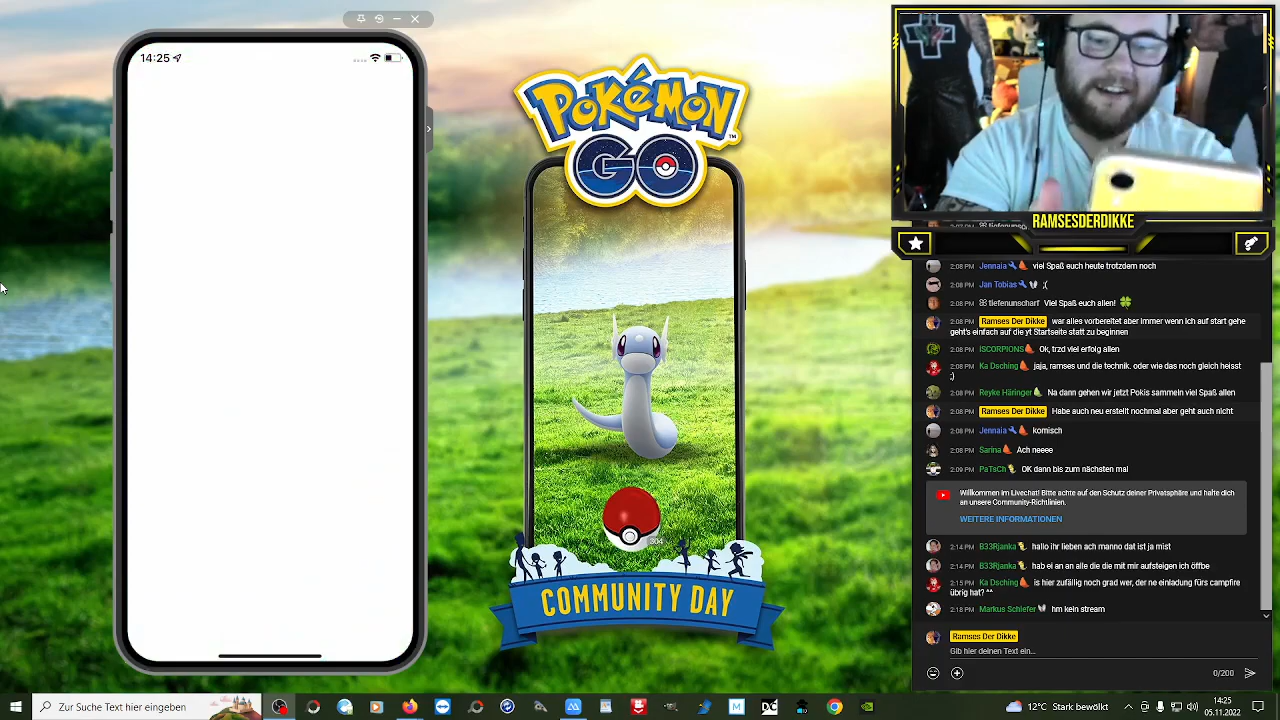 14:25
POKÉMON
TM
GO
304
COMMUNITY DAY
RAMSESDERDIKKE
2:08 PM Jennaia viel Spaß euch heute trotzdem noch
2:08 PM Jan Tobias ;(
2:08 PM tiefenunscharf Viel Spaß euch allen!
2:08 PM Ramses Der Dikke war alles vorbereitet aber immer wenn ich auf start gehe
geht's einfach auf die yt Startseite statt zu beginnen
2:08 PM ISCORPIONS Ok, trzd viel erfolg allen
2:08 PM Ka Dsching jaja, ramses und die technik. oder wie das noch gleich heisst
;)
2:08 PM Reyke Häringer Na dann gehen wir jetzt Pokis sammeln viel Spaß allen
2:08 PM Ramses Der Dikke Habe auch neu erstellt nochmal aber geht auch nicht
2:08 PM Jennaia komisch
2:08 PM Sarina Ach neeee
2:09 PM PaTsCh OK dann bis zum nächsten mal
Willkommen im Livechat! Bitte achte auf den Schutz deiner Privatsphäre und halte dich
an unsere Community-Richtlinien.
WEITERE INFORMATIONEN
2:14 PM B33Rjanka hallo ihr lieben ach manno dat ist ja mist
2:14 PM B33Rjanka hab ei an an alle die die mit mir aufsteigen ich öffbe
2:15 PM Ka Dsching is hier zufällig noch grad wer, der ne einladung fürs campfire
übrig hat? ^^
2:18 PM Markus Schiefer hm kein stream
Ramses Der Dikke
Gib hier deinen Text ein...
0/200
Zur Suche Text hier eingeben
M
DC
12°C Stark bewölkt
14:25
05.11.2022